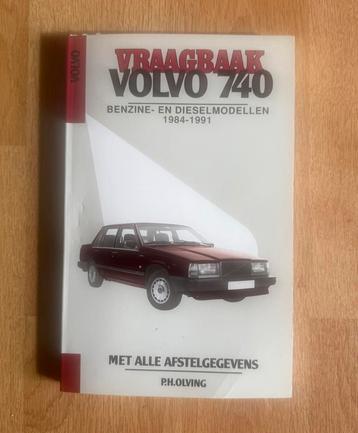 VOLVO
VRAAGBAAK
VOLVO 740
BENZINE- EN DIESELMODELLEN
1984-1991
MET ALLE AFSTELGEGEVENS
P.H.OLVING